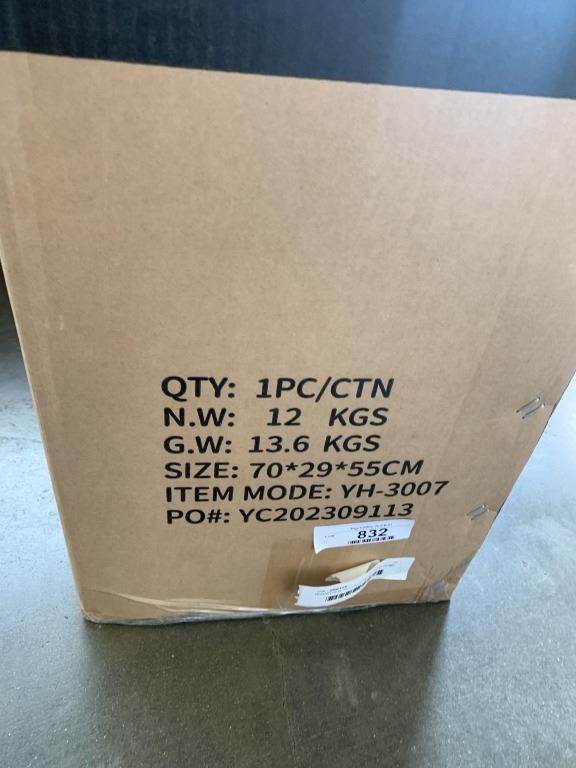 QTY: 1PC/CTN
N.W: 12 KGS
G.W: 13.6 KGS
SIZE: 70*29*55CM
ITEM MODE: YH-3007
PO#: YC202309113
832